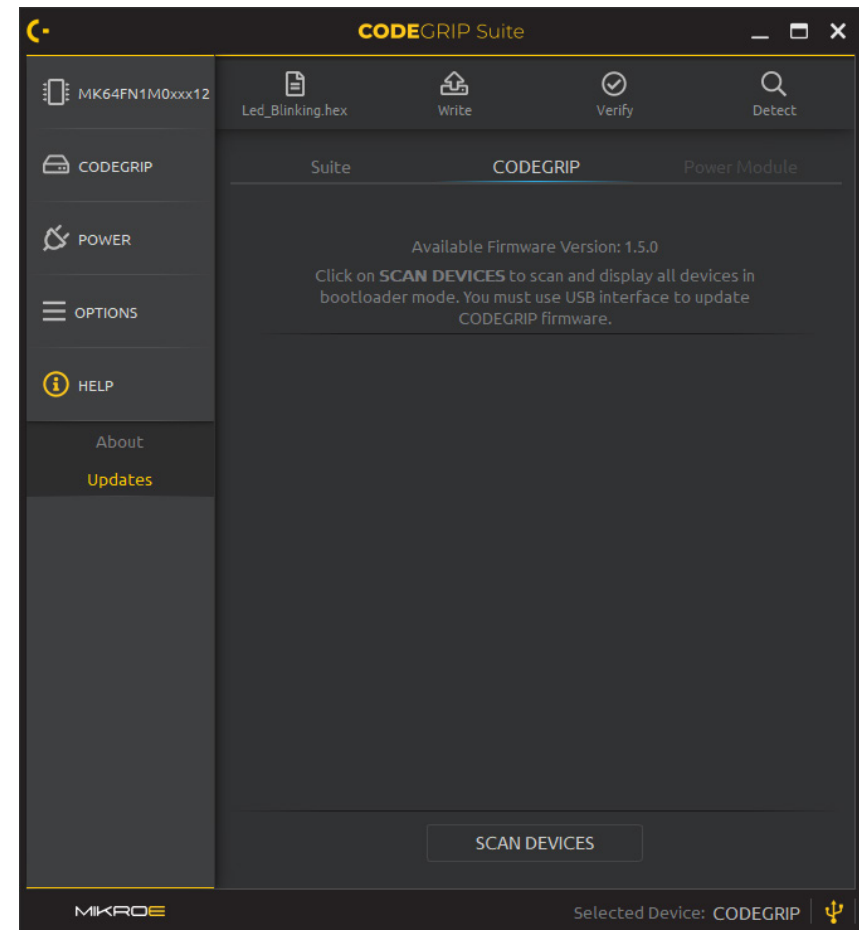 CODEGRIP Suite
MK64FN1M0xxx12
Led_Blinking.hex
Write
Verify
Detect
CODEGRIP
POWER
OPTIONS
HELP
About
Updates
Suite
CODEGRIP
Power Module
Available Firmware Version: 1.5.0
Click on SCAN DEVICES to scan and display all devices in
bootloader mode. You must use USB interface to update
CODEGRIP firmware.
SCAN DEVICES
MIKROE
Selected Device: CODEGRIP